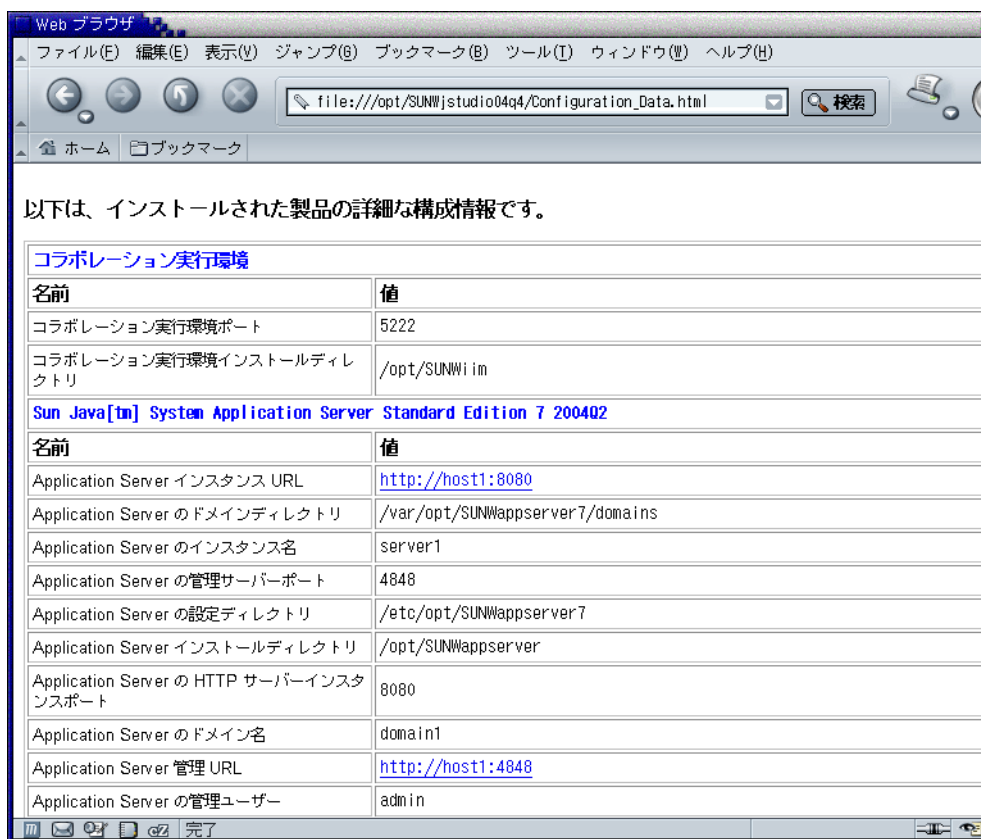 Web ブラウザ
ファイル(F) 編集(E) 表示(V) ジャンプ(G) ブックマーク(B) ツール(T) ウィンドウ(W) ヘルプ(H)
file:///opt/SUNWjstudio04q4/Configuration_Data.html 検索
ホーム ブックマーク
以下は、インストールされた製品の詳細な構成情報です。
コラボレーション実行環境
名前 値
コラボレーション実行環境ポート 5222
コラボレーション実行環境インストールディレ
クトリ /opt/SUNWiim
Sun Java[tm] System Application Server Standard Edition 7 2004Q2
名前 値
Application Server インスタンス URL http://host1:8080
Application Server のドメインディレクトリ /var/opt/SUNWappserver7/domains
Application Server のインスタンス名 server1
Application Server の管理サーバーポート 4848
Application Server の設定ディレクトリ /etc/opt/SUNWappserver7
Application Server インストールディレクトリ /opt/SUNWappserver
Application Server の HTTP サーバーインスタ
ンスポート 8080
Application Server のドメイン名 domain1
Application Server 管理 URL http://host1:4848
Application Server の管理ユーザー admin
完了